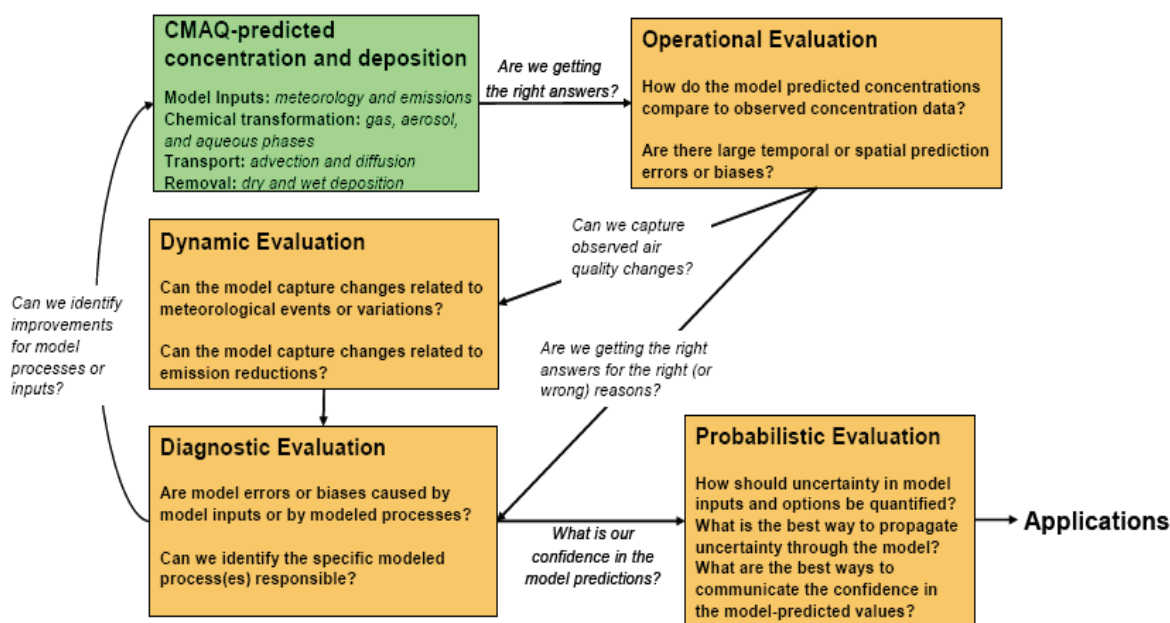 CMAQ-predicted
concentration and deposition
Model Inputs: meteorology and emissions
Chemical transformation: gas, aerosol,
and aqueous phases
Transport: advection and diffusion
Removal: dry and wet deposition
Are we getting
the right answers?
Operational Evaluation
How do the model predicted concentrations
compare to observed concentration data?
Are there large temporal or spatial prediction
errors or biases?
Can we capture
observed air
quality changes?
Dynamic Evaluation
Can the model capture changes related to
meteorological events or variations?
Can the model capture changes related to
emission reductions?
Can we identify
improvements
for model
processes or
inputs?
Are we getting the right
answers for the right (or
wrong) reasons?
Diagnostic Evaluation
Are model errors or biases caused by
model inputs or by modeled processes?
Can we identify the specific modeled
process(es) responsible?
What is our
confidence in the
model predictions?
Probabilistic Evaluation
How should uncertainty in model
inputs and options be quantified?
What is the best way to propagate
uncertainty through the model?
What are the best ways to
communicate the confidence in
the model-predicted values?
Applications